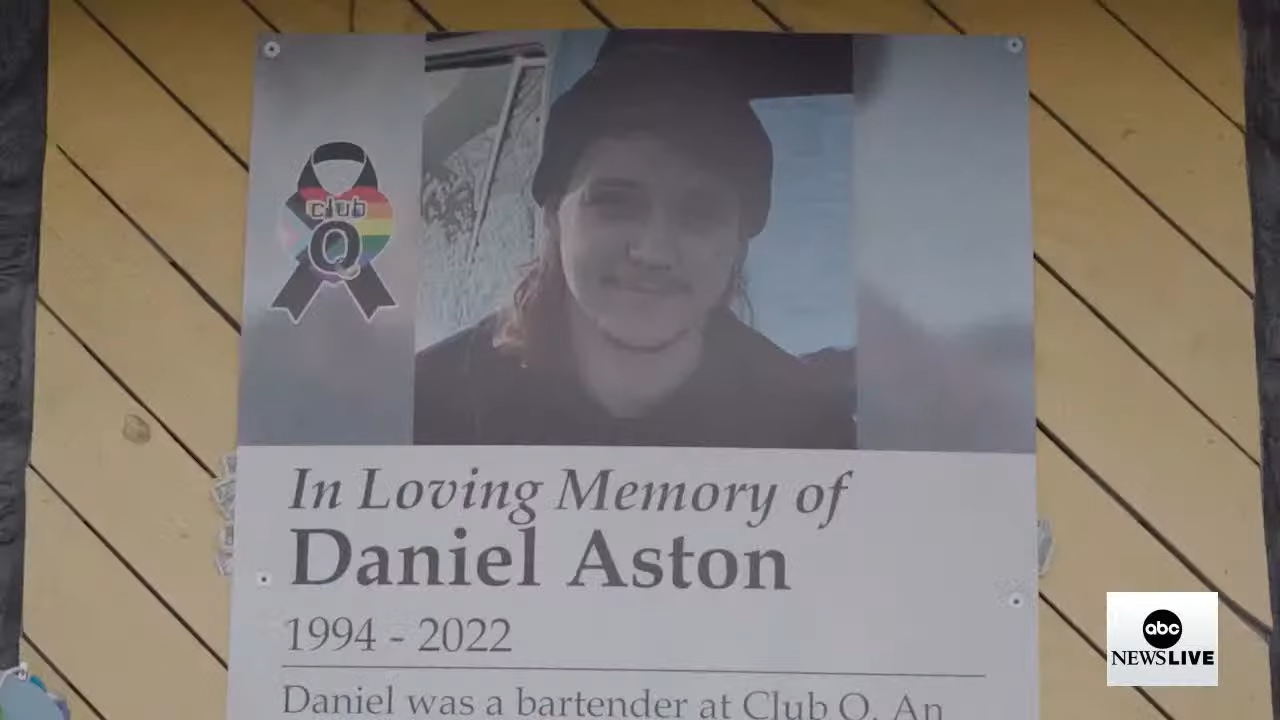 club
Q
In Loving Memory of
Daniel Aston
1994 - 2022
Daniel was a bartender at Club Q. An
abc
NEWSLIVE